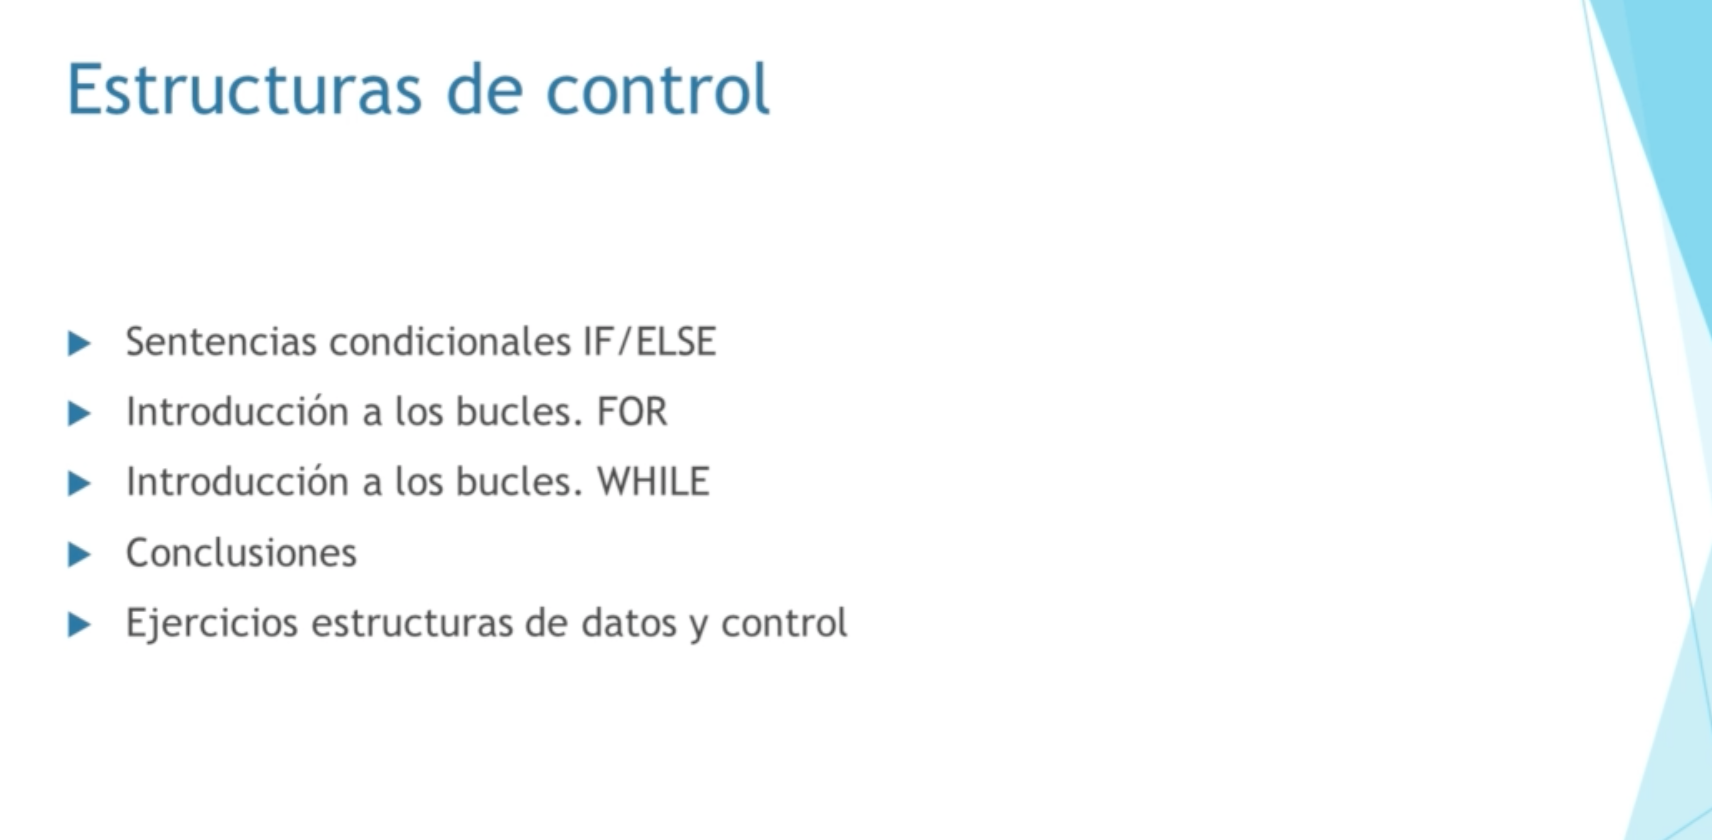 Estructuras de control
Sentencias condicionales IF/ELSE
Introducción a los bucles. FOR
Introducción a los bucles. WHILE
Conclusiones
Ejercicios estructuras de datos y control